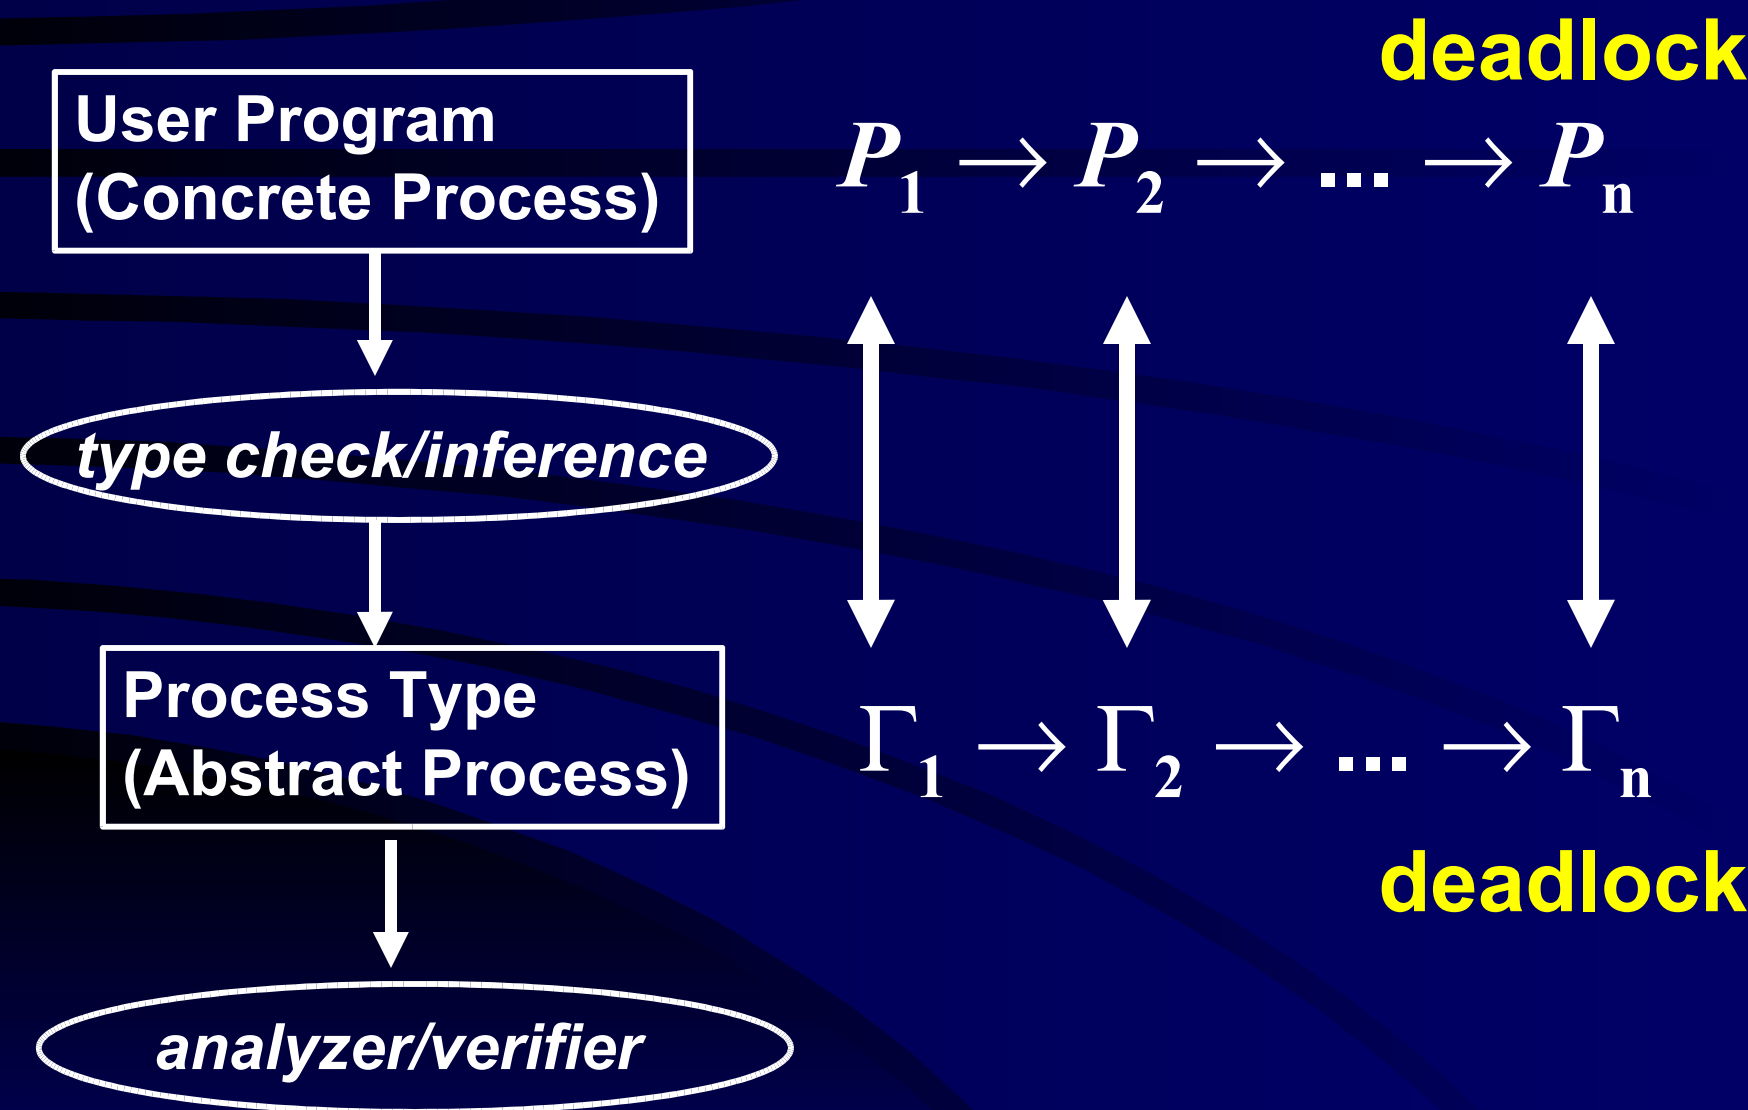 deadlock
User Program
(Concrete Process)
P1 → P2 → ... → Pn
type check/inference
Process Type
(Abstract Process)
Γ1 → Γ2 → ... → Γn
deadlock
analyzer/verifier